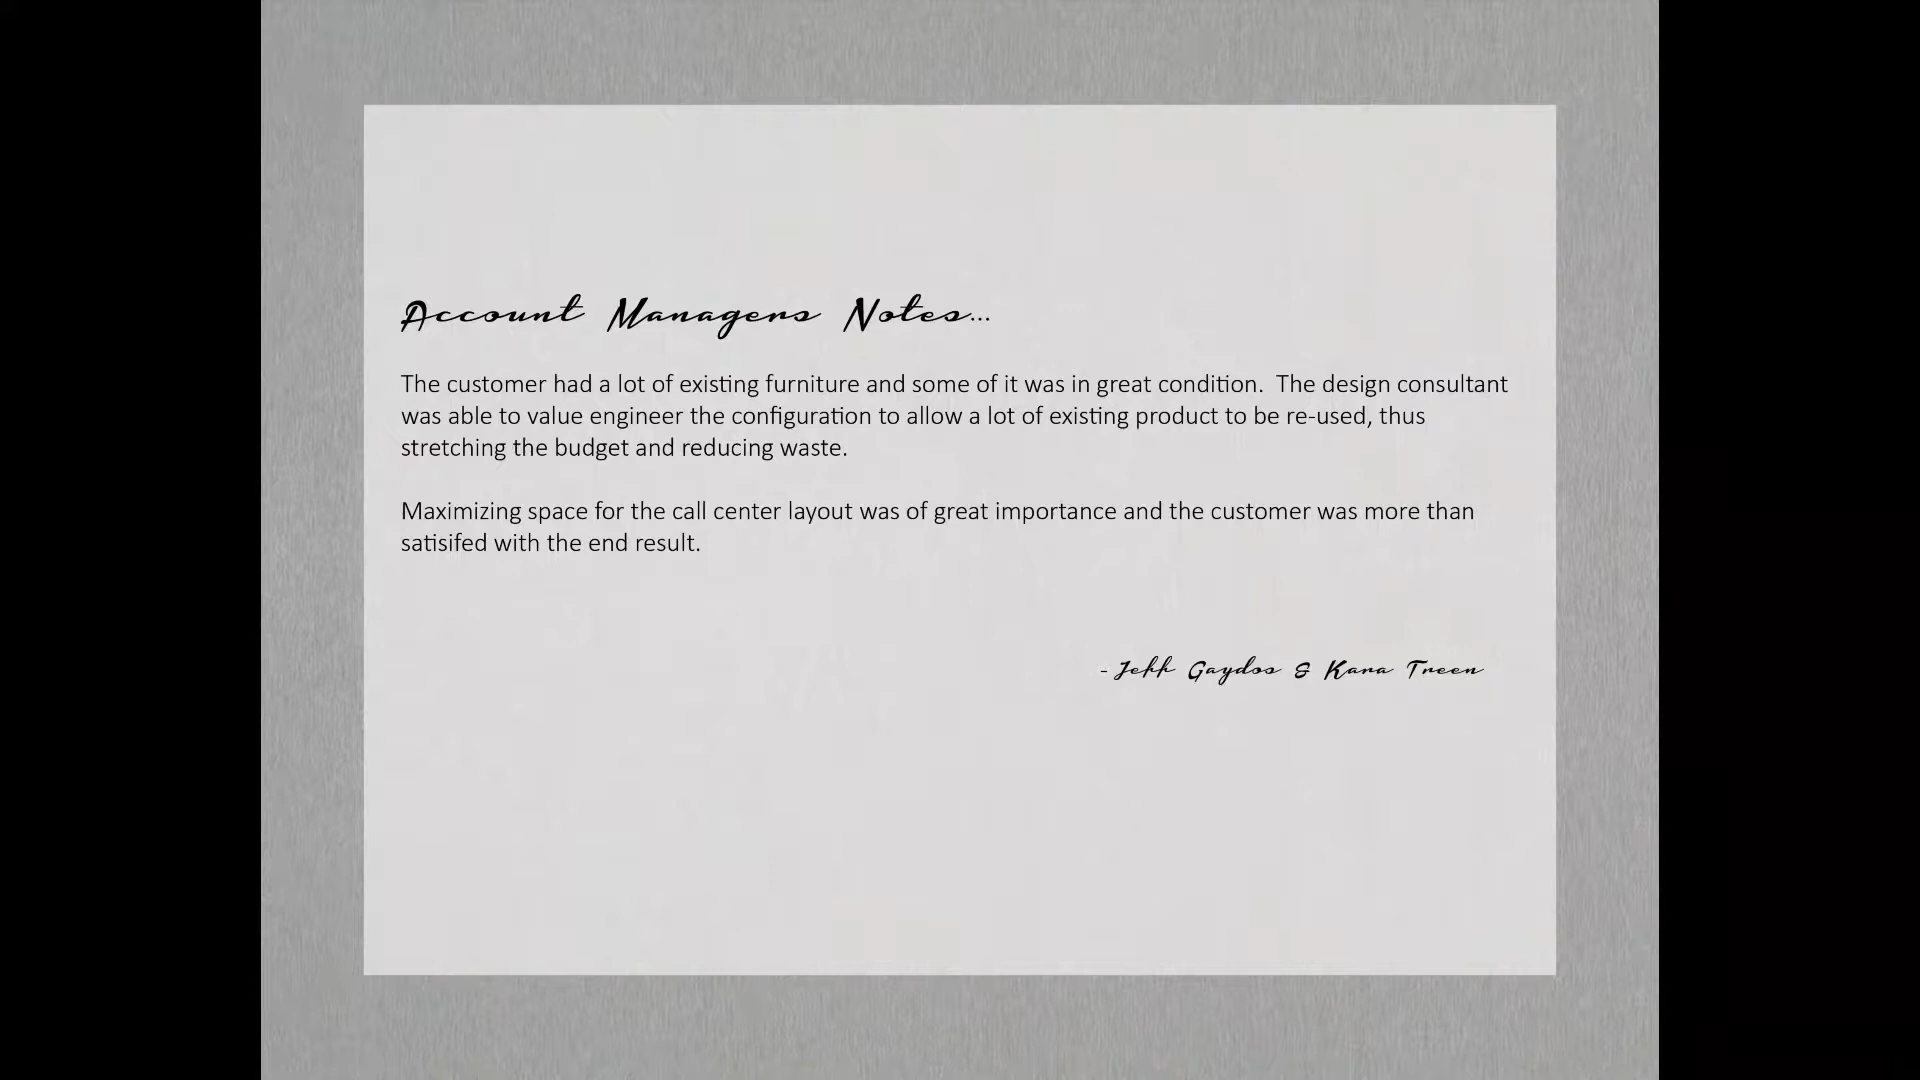 Account Managers Notes...
The customer had a lot of existing furniture and some of it was in great condition.  The design consultant
was able to value engineer the configuration to allow a lot of existing product to be re-used, thus
stretching the budget and reducing waste.
Maximizing space for the call center layout was of great importance and the customer was more than
satisifed with the end result.
- Jeff Gaydos & Kara Treen